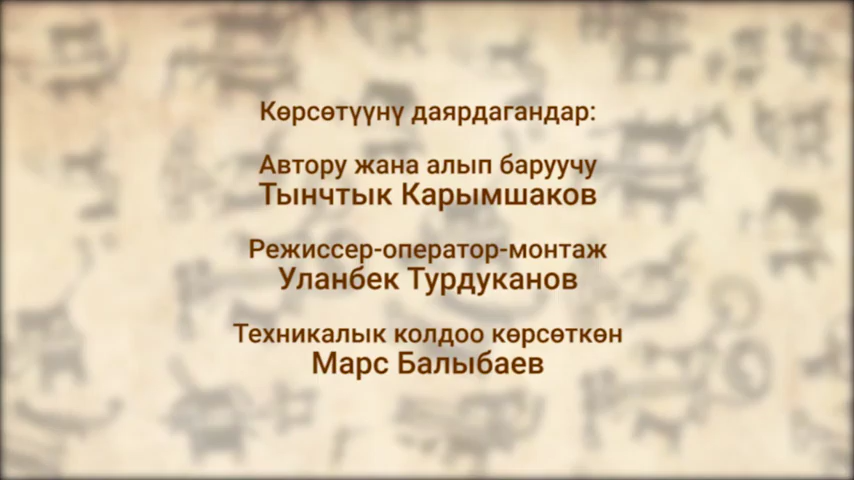 Көрсөтүүнү даярдагандар:
Автору жана алып баруучу
Тынчтык Карымшаков
Режиссер-оператор-монтаж
Уланбек Турдуканов
Техникалык колдоо көрсөткөн
Марс Балыбаев